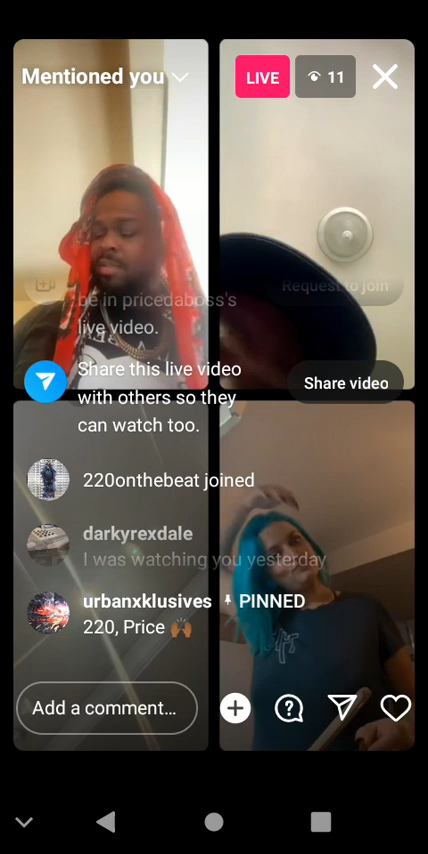 Mentioned you
LIVE
11
Request to join
be in pricedaboss's
live video.
Share this live video
with others so they
can watch too.
Share video
220onthebeat joined
darkyrexdale
I was watching you yesterday
urbanxklusives PINNED
220, Price 🙌🏾
Add a comment...